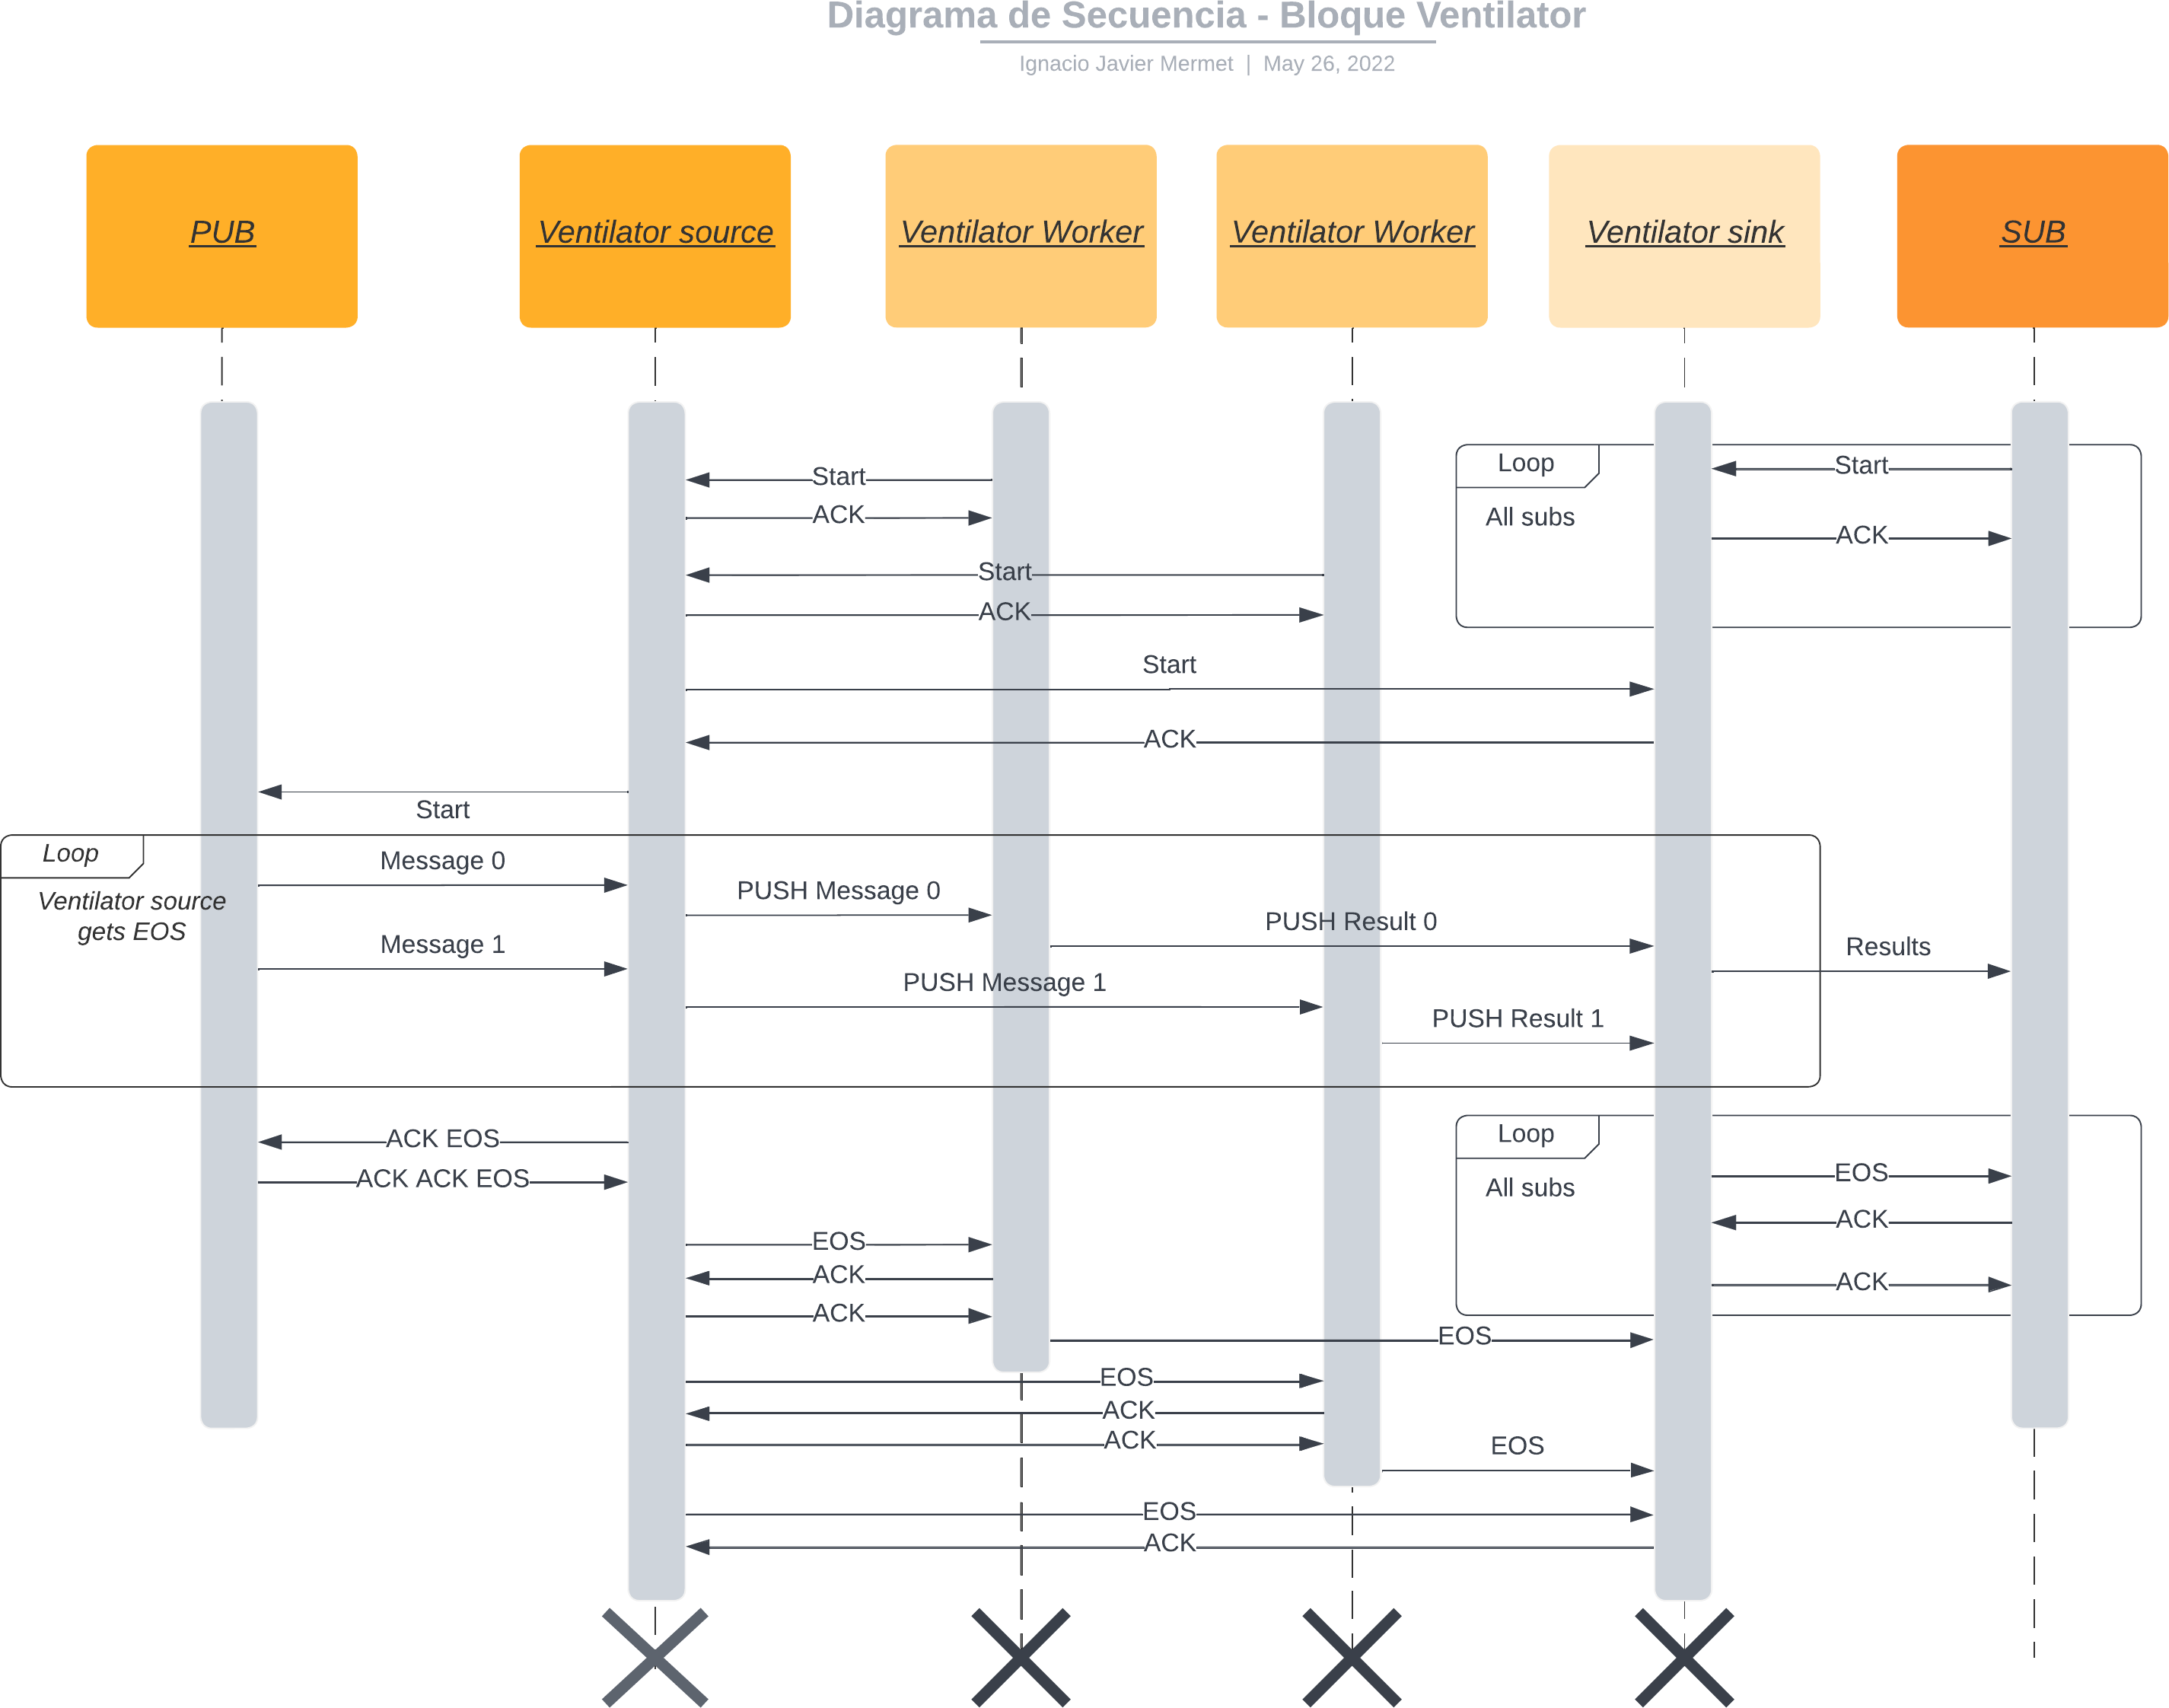 Diagrama de Secuencia - Bloque Ventilator
Ignacio Javier Mermet | May 26, 2022
PUB
Ventilator source
Ventilator Worker
Ventilator Worker
Ventilator sink
SUB
Loop
Start
Start
ACK
All subs
ACK
Start
ACK
Start
ACK
Start
Loop
Message 0
Ventilator source
gets EOS
PUSH Message 0
PUSH Result 0
Message 1
Results
PUSH Message 1
PUSH Result 1
ACK EOS
Loop
ACK ACK EOS
EOS
All subs
ACK
EOS
ACK
ACK
ACK
EOS
EOS
ACK
ACK
EOS
EOS
ACK